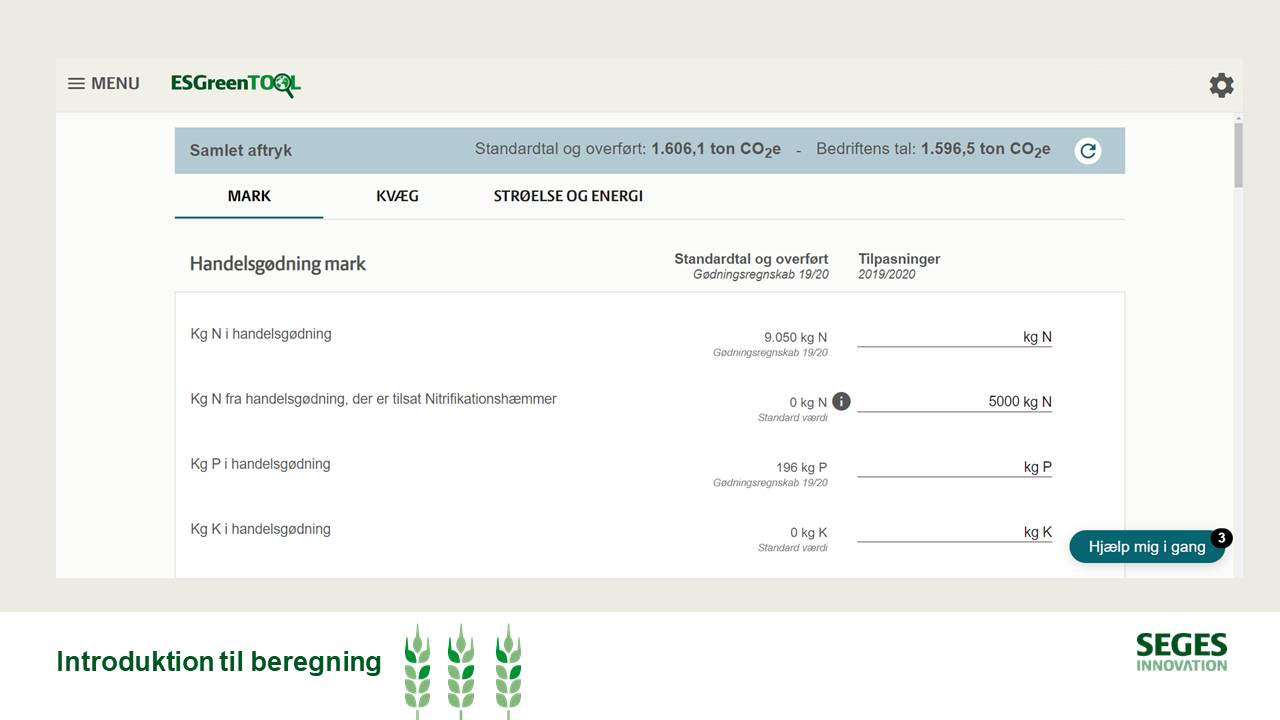 MENU
ESGreenTOOL
Samlet aftryk
Standardtal og overført: 1.606,1 ton CO2e - Bedriftens tal: 1.596,5 ton CO2e
MARK KVÆG STRØELSE OG ENERGI
Handelsgødning mark
Standardtal og overført
Gødningsregnskab 19/20
Tilpasninger
2019/2020
Kg N i handelsgødning
9.050 kg N
Gødningsregnskab 19/20
kg N
Kg N fra handelsgødning, der er tilsat Nitrifikationshæmmer
0 kg N
i
Standard værdi
5000 kg N
Kg P i handelsgødning
196 kg P
Gødningsregnskab 19/20
kg P
Kg K i handelsgødning
0 kg K
Standard værdi
kg K
Hjælp mig i gang
3
Introduktion til beregning
SEGES
INNOVATION